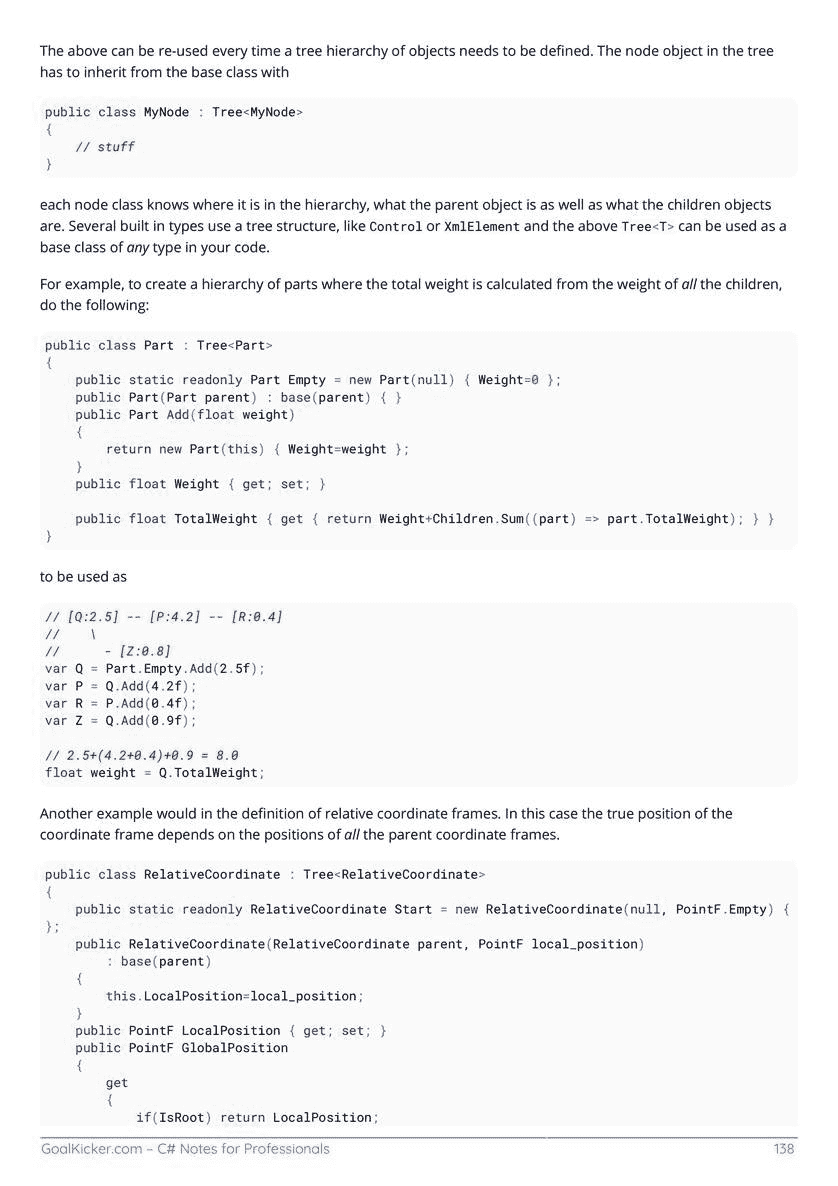 The above can be re-used every time a tree hierarchy of objects needs to be defined. The node object in the tree
has to inherit from the base class with
public class MyNode : Tree<MyNode>
{
    // stuff
}
each node class knows where it is in the hierarchy, what the parent object is as well as what the children objects
are. Several built in types use a tree structure, like Control or XmlElement and the above Tree<T> can be used as a
base class of any type in your code.
For example, to create a hierarchy of parts where the total weight is calculated from the weight of all the children,
do the following:
public class Part : Tree<Part>
{
    public static readonly Part Empty = new Part(null) { Weight=0 };
    public Part(Part parent) : base(parent) { }
    public Part Add(float weight)
    {
        return new Part(this) { Weight=weight };
    }
    public float Weight { get; set; }
    public float TotalWeight { get { return Weight+Children.Sum((part) => part.TotalWeight); } }
}
to be used as
// [Q:2.5] -- [P:4.2] -- [R:0.4]
//    \
//      - [Z:0.8]
var Q = Part.Empty.Add(2.5f);
var P = Q.Add(4.2f);
var R = P.Add(0.4f);
var Z = Q.Add(0.9f);
// 2.5+(4.2+0.4)+0.9 = 8.0
float weight = Q.TotalWeight;
Another example would in the definition of relative coordinate frames. In this case the true position of the
coordinate frame depends on the positions of all the parent coordinate frames.
public class RelativeCoordinate : Tree<RelativeCoordinate>
{
    public static readonly RelativeCoordinate Start = new RelativeCoordinate(null, PointF.Empty) {
};
    public RelativeCoordinate(RelativeCoordinate parent, PointF local_position)
        : base(parent)
    {
        this.LocalPosition=local_position;
    }
    public PointF LocalPosition { get; set; }
    public PointF GlobalPosition
    {
        get
        {
            if(IsRoot) return LocalPosition;
GoalKicker.com – C# Notes for Professionals 138